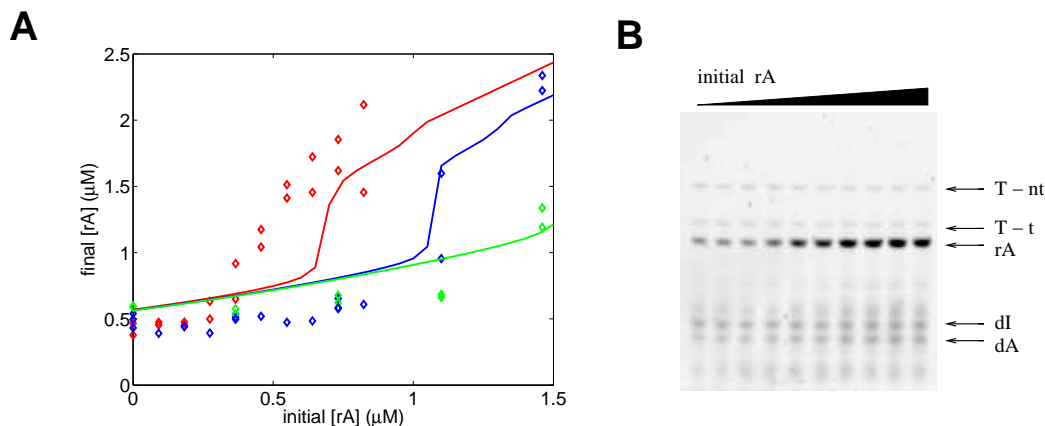 A
final [rA] (μM)
2.5
2
1.5
1
0.5
0
0
0.5
1
1.5
initial [rA] (μM)
B
initial rA
T – nt
T – t
rA
dI
dA